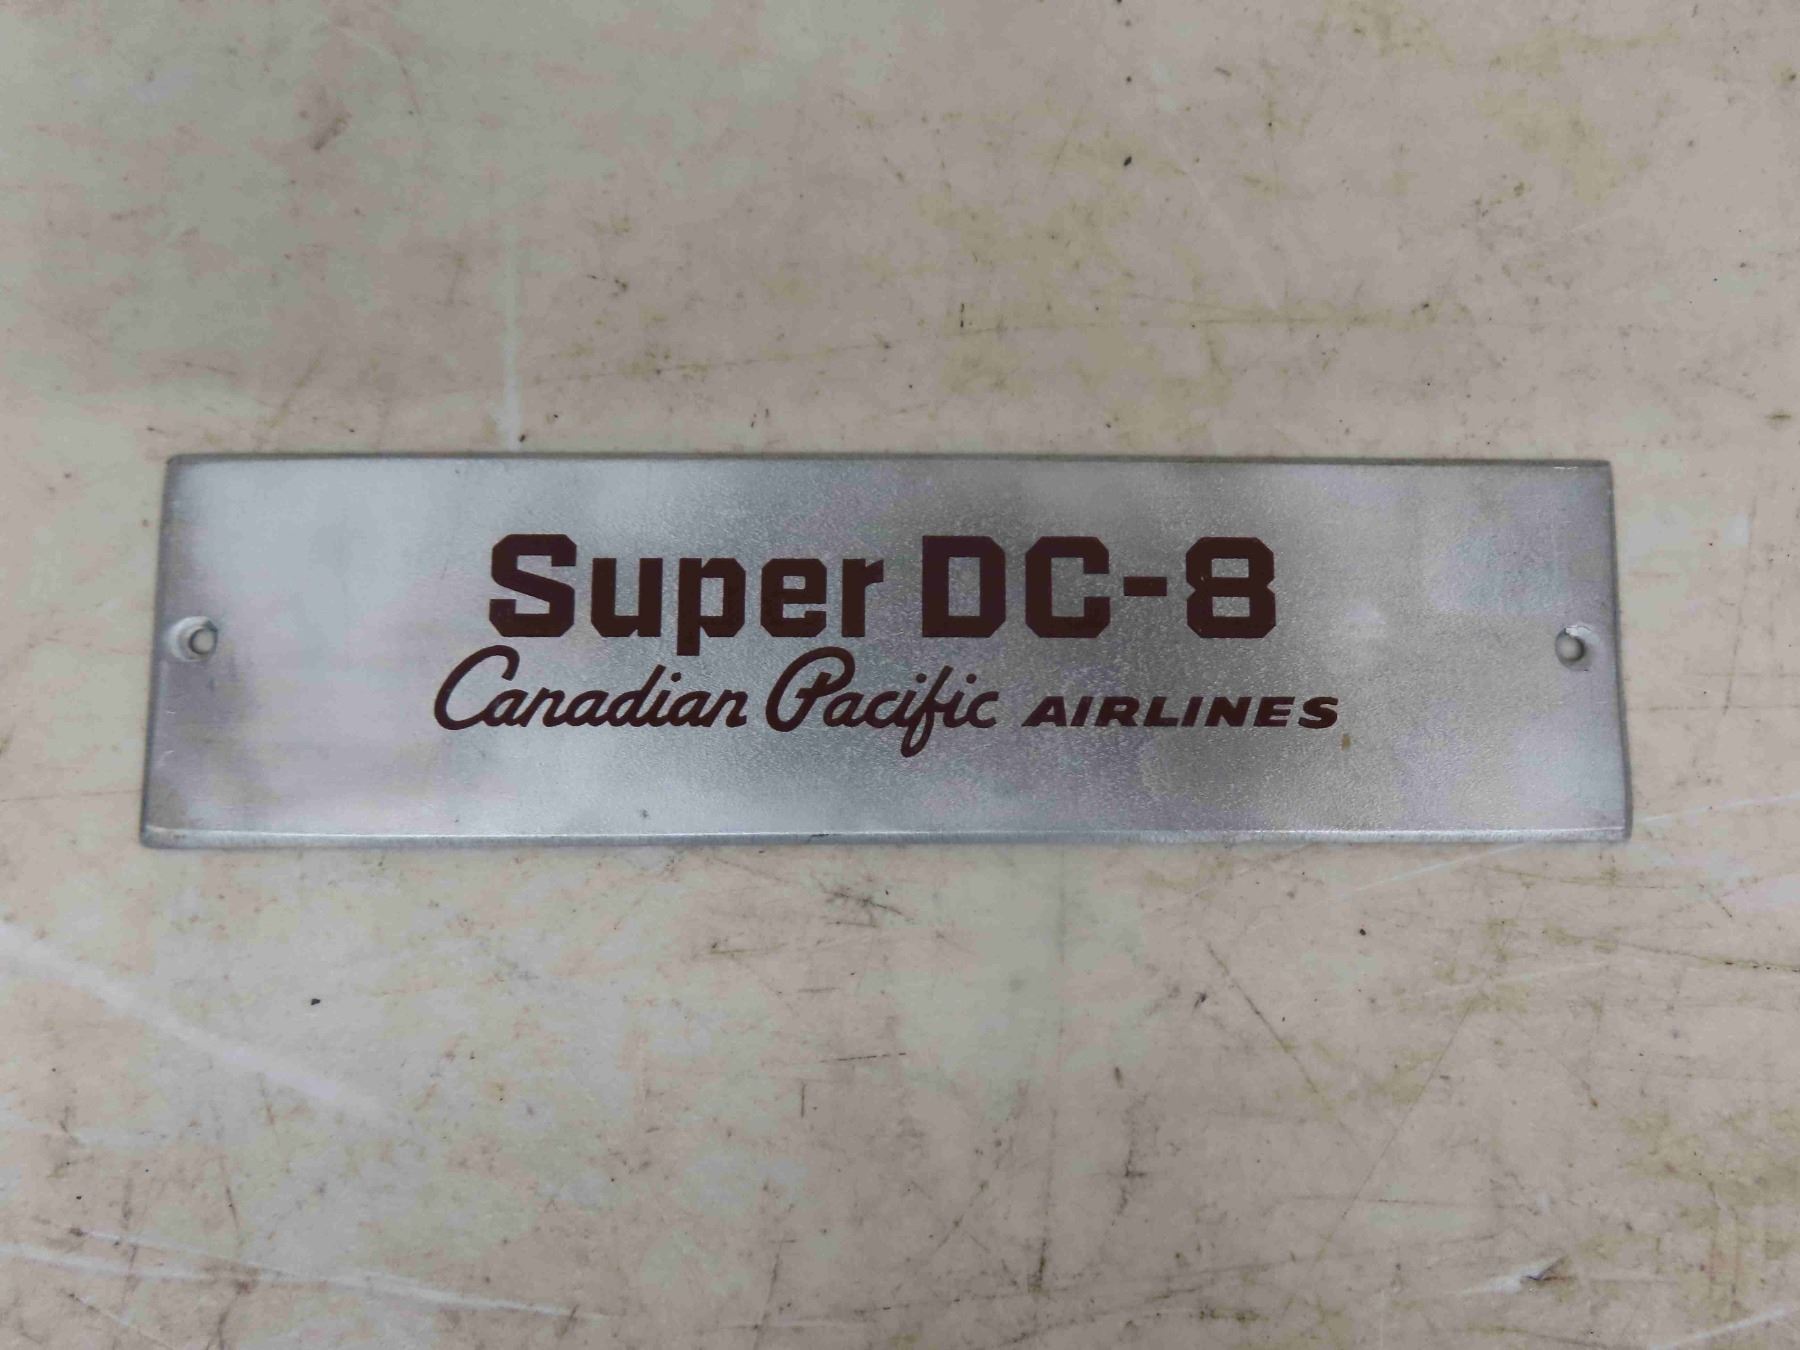 Super DC-8
Canadian Pacific AIRLINES